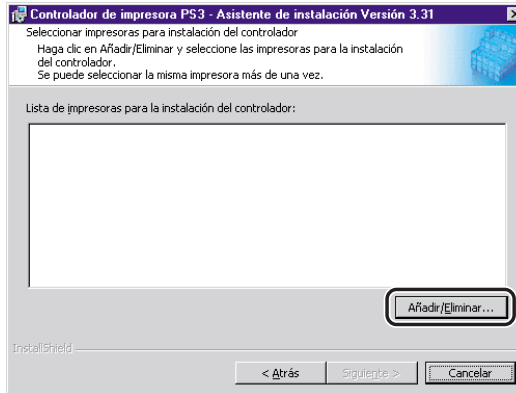 Controlador de impresora PS3 - Asistente de instalación Versión 3.31
Seleccionar impresoras para instalación del controlador
Haga clic en Añadir/Eliminar y seleccione las impresoras para la instalación
del controlador.
Se puede seleccionar la misma impresora más de una vez.
Lista de impresoras para la instalación del controlador:
Añadir/Eliminar...
InstallShield
< Atrás
Siguiente >
Cancelar